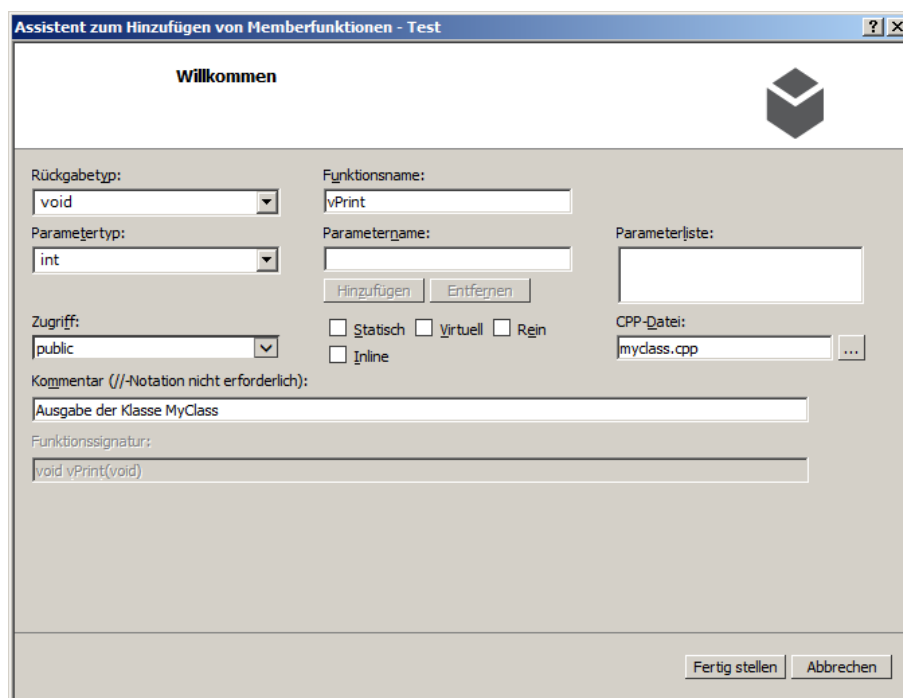 Assistent zum Hinzufügen von Memberfunktionen - Test
Willkommen
Rückgabetyp: Funktionsname:
void vPrint
Parametertyp: Parametername: Parameterliste:
int
Hinzufügen Entfernen
Zugriff: Statisch Virtuell Rein CPP-Datei:
public Inline myclass.cpp ...
Kommentar (//-Notation nicht erforderlich):
Ausgabe der Klasse MyClass
Funktionssignatur:
void vPrint(void)
Fertig stellen Abbrechen